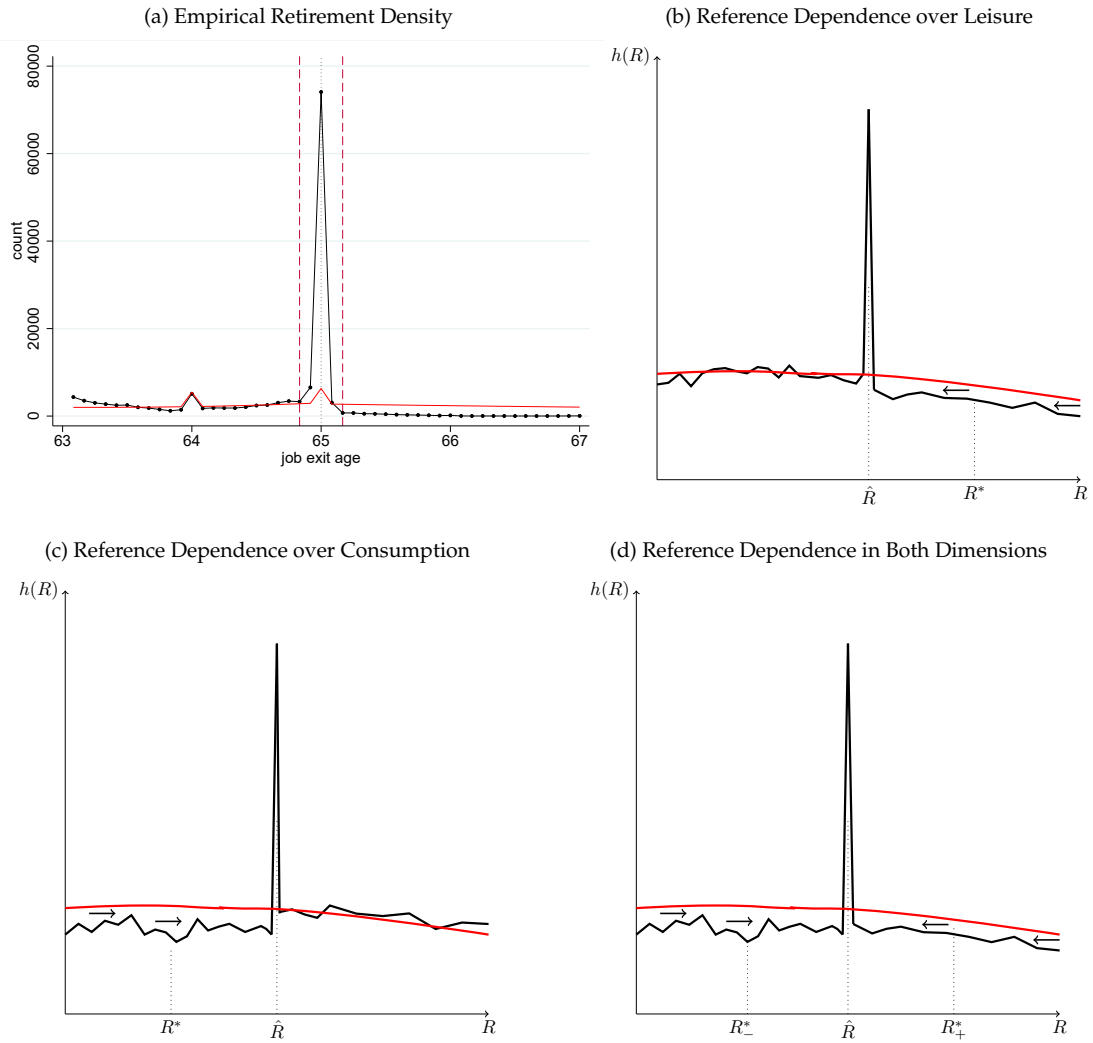 (a) Empirical Retirement Density
80000
60000
40000
20000
0
count
63
64
65
66
67
job exit age
(b) Reference Dependence over Leisure
h(R)
R̂
R*
R
(c) Reference Dependence over Consumption
h(R)
R*
R̂
R
(d) Reference Dependence in Both Dimensions
h(R)
R*₋
R̂
R*₊
R